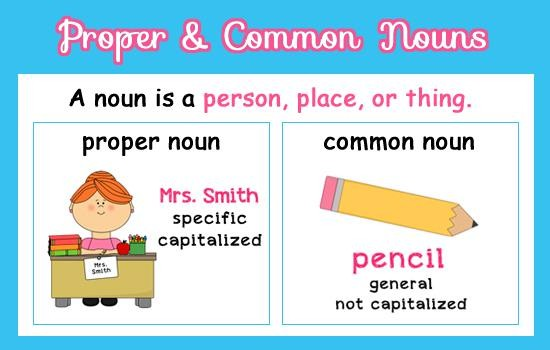 Proper & Common Nouns
A noun is a person, place, or thing.
proper noun
Mrs. Smith
specific
capitalized
Mrs.
Smith
common noun
pencil
general
not capitalized